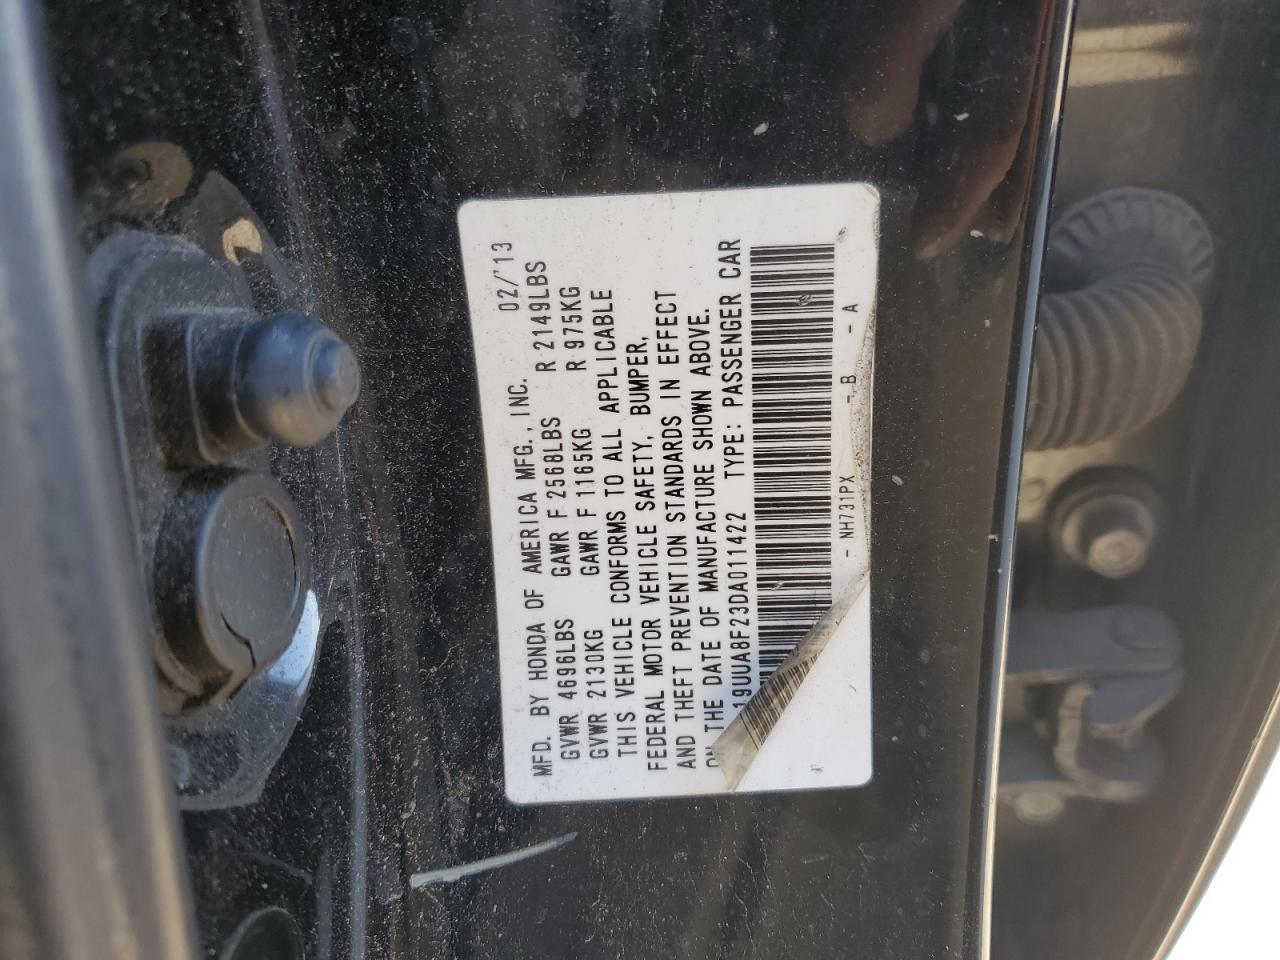 MFD. BY HONDA OF AMERICA MFG., INC. 02/'13
GVWR 4696LBS GAWR F 2568LBS R 2149LBS
GVWR 2130KG GAWR F 1165KG R 975KG
THIS VEHICLE CONFORMS TO ALL APPLICABLE
FEDERAL MOTOR VEHICLE SAFETY, BUMPER,
AND THEFT PREVENTION STANDARDS IN EFFECT
ON THE DATE OF MANUFACTURE SHOWN ABOVE.
19UUA8F23DA011422 TYPE: PASSENGER CAR
- NH731PX - B - A